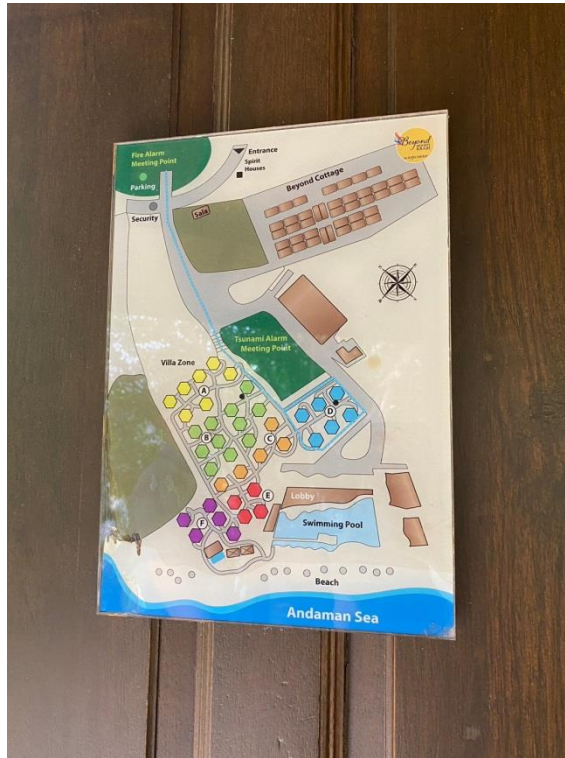 Fire Alarm
Meeting Point
Parking
Security
Entrance
Spirit
Houses
Beyond
Beyond Cottage
Sala
Tsunami Alarm
Meeting Point
Villa Zone
A
B
C
D
E
F
Lobby
Swimming Pool
Beach
Andaman Sea